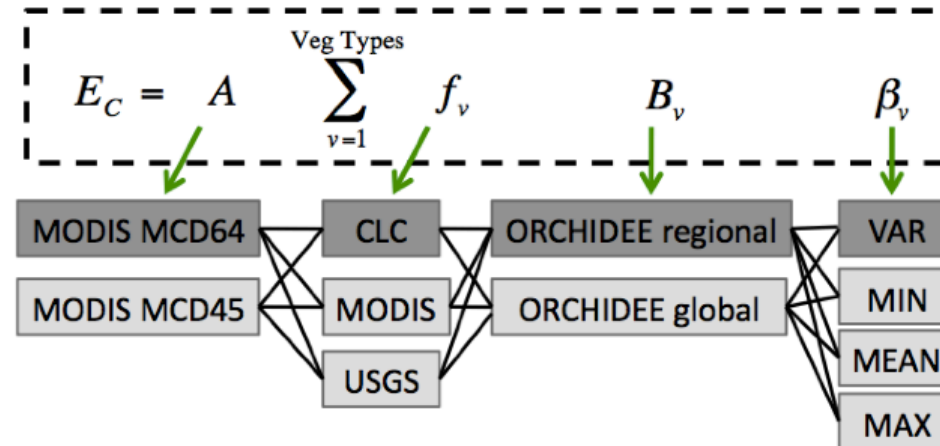 Veg Types
E_C = A ∑ f_v B_v β_v
v=1
MODIS MCD64 CLC ORCHIDEE regional VAR
MODIS MCD45 MODIS ORCHIDEE global MIN
USGS MEAN
MAX